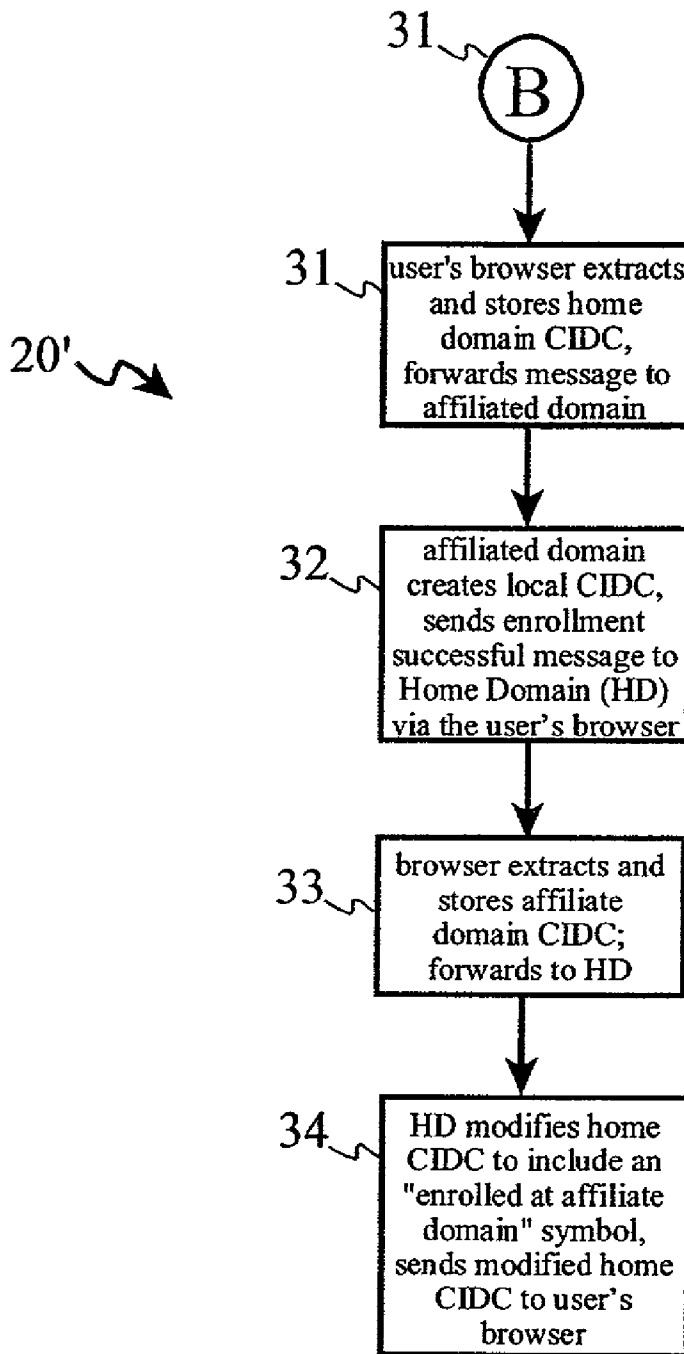 31
B
31
user's browser extracts
and stores home
domain CIDC,
forwards message to
affiliated domain
20'
32
affiliated domain
creates local CIDC,
sends enrollment
successful message to
Home Domain (HD)
via the user's browser
33
browser extracts and
stores affiliate
domain CIDC;
forwards to HD
34
HD modifies home
CIDC to include an
"enrolled at affiliate
domain" symbol,
sends modified home
CIDC to user's
browser